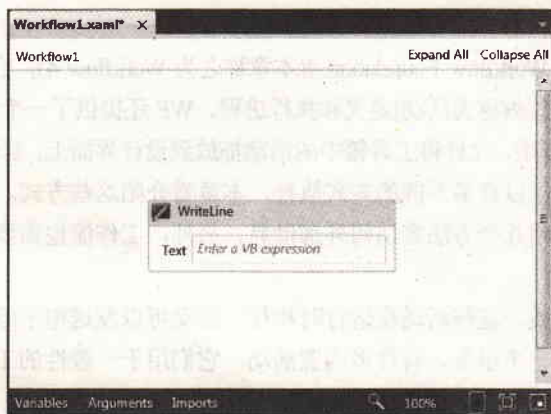 Workflow1.xaml* ×
Workflow1 Expand All Collapse All
WriteLine
Text Enter a VB expression
Variables Arguments Imports 100%